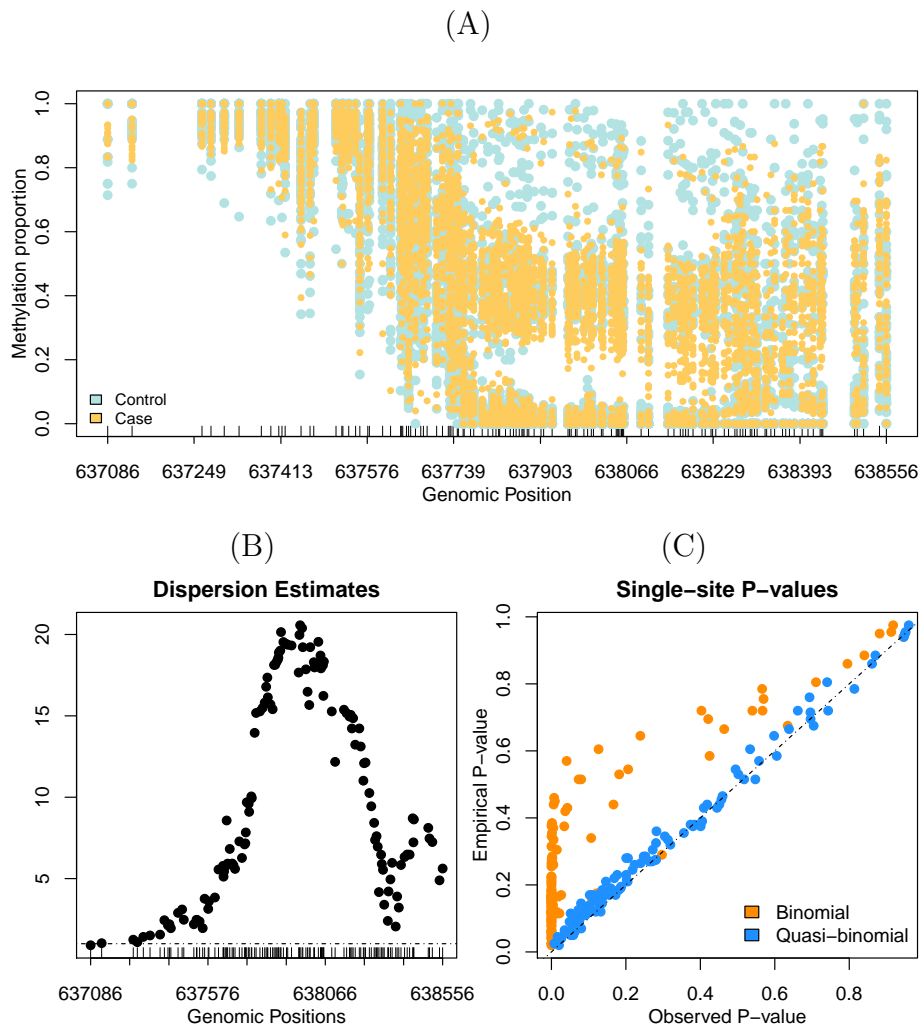 (A)
Methylation proportion
1.0
0.8
0.6
0.4
0.2
0.0
Control
Case
637086 637249 637413 637576 637739 637903 638066 638229 638393 638556
Genomic Position
(B)
Dispersion Estimates
20
15
10
5
637086 637576 638066 638556
Genomic Positions
(C)
Single−site P−values
Empirical P−value
1.0
0.8
0.6
0.4
0.2
0.0
Binomial
Quasi−binomial
0.0 0.2 0.4 0.6 0.8
Observed P−value